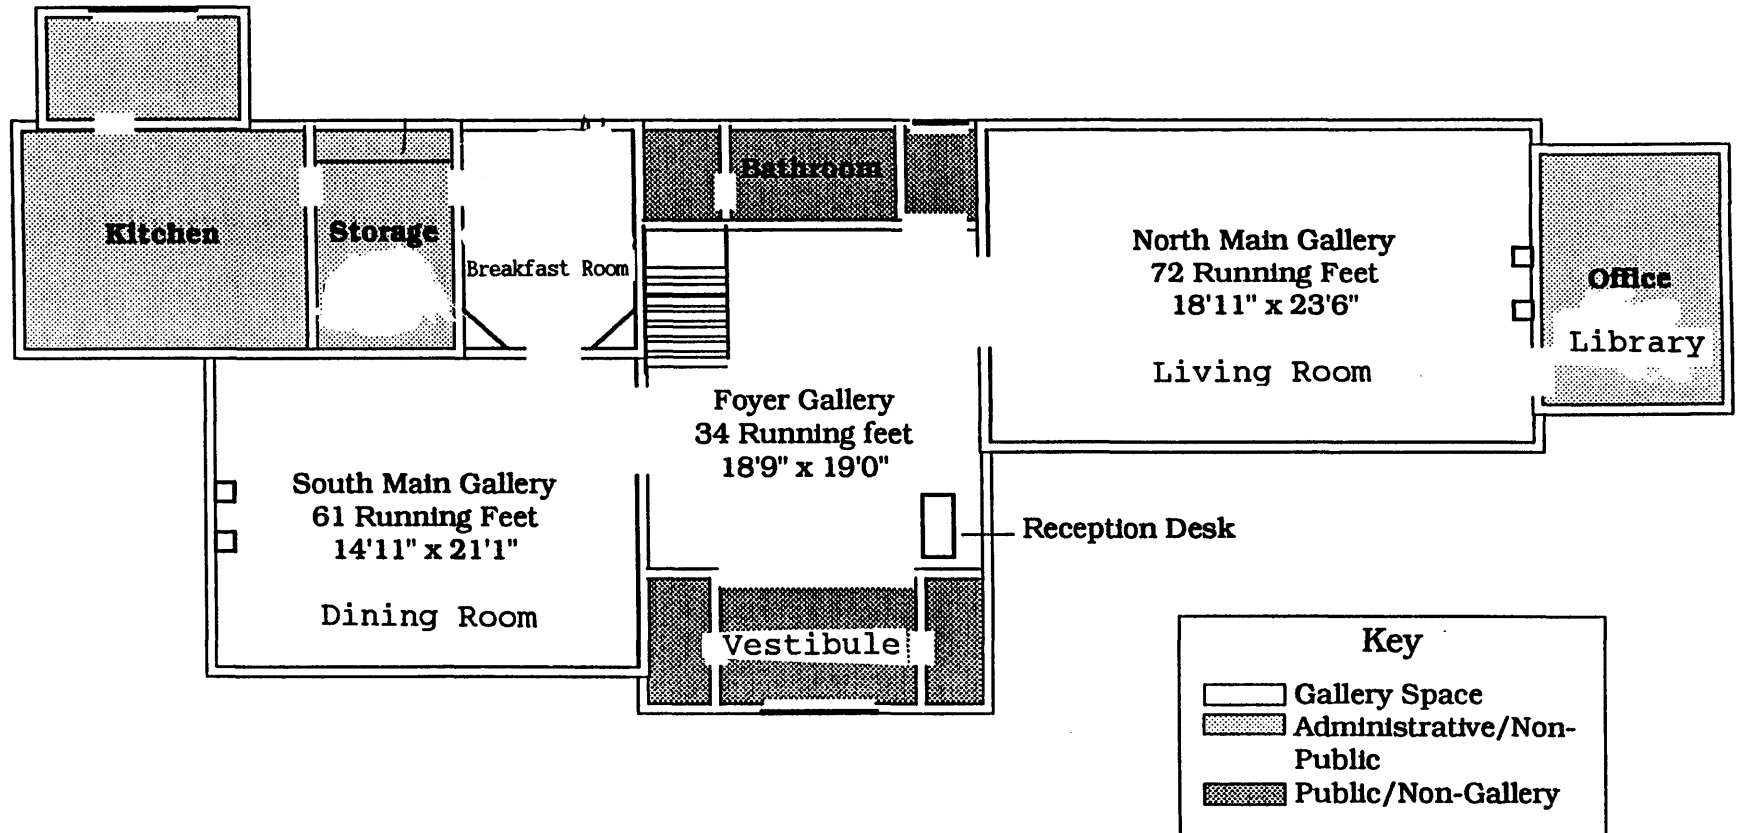 Bathroom
Kitchen
Storage
Breakfast Room
North Main Gallery
72 Running Feet
18'11" x 23'6"
Living Room
Office
Library
Foyer Gallery
34 Running feet
18'9" x 19'0"
South Main Gallery
61 Running Feet
14'11" x 21'1"
Dining Room
Reception Desk
Vestibule
Key
Gallery Space
Administrative/Non-
Public
Public/Non-Gallery